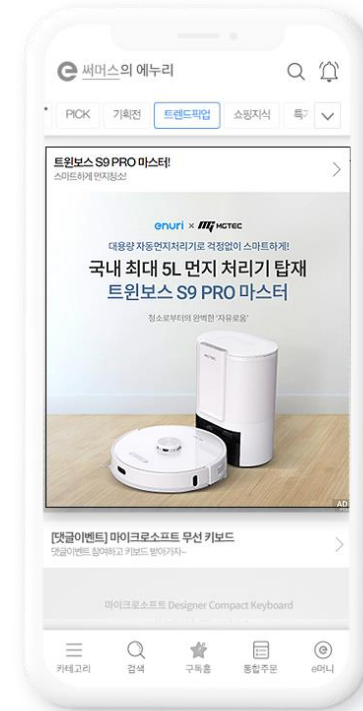 e 써머스의 에누리
PICK 기획전 트렌드픽업 쇼핑지식 특
트윈보스 S9 PRO 마스터!
스마트하게 먼지청소!
enuri × MGTEC
대용량 자동먼지처리기로 걱정없이 스마트하게!
국내 최대 5L 먼지 처리기 탑재
트윈보스 S9 PRO 마스터
청소로부터의 완벽한 '자유로움'
MGTEC
AD
[댓글이벤트] 마이크로소프트 무선 키보드
댓글이벤트 참여하고 키보드 받아가자~
마이크로소프트 Designer Compact Keyboard
카테고리 검색 구독홈 통합주문 e머니